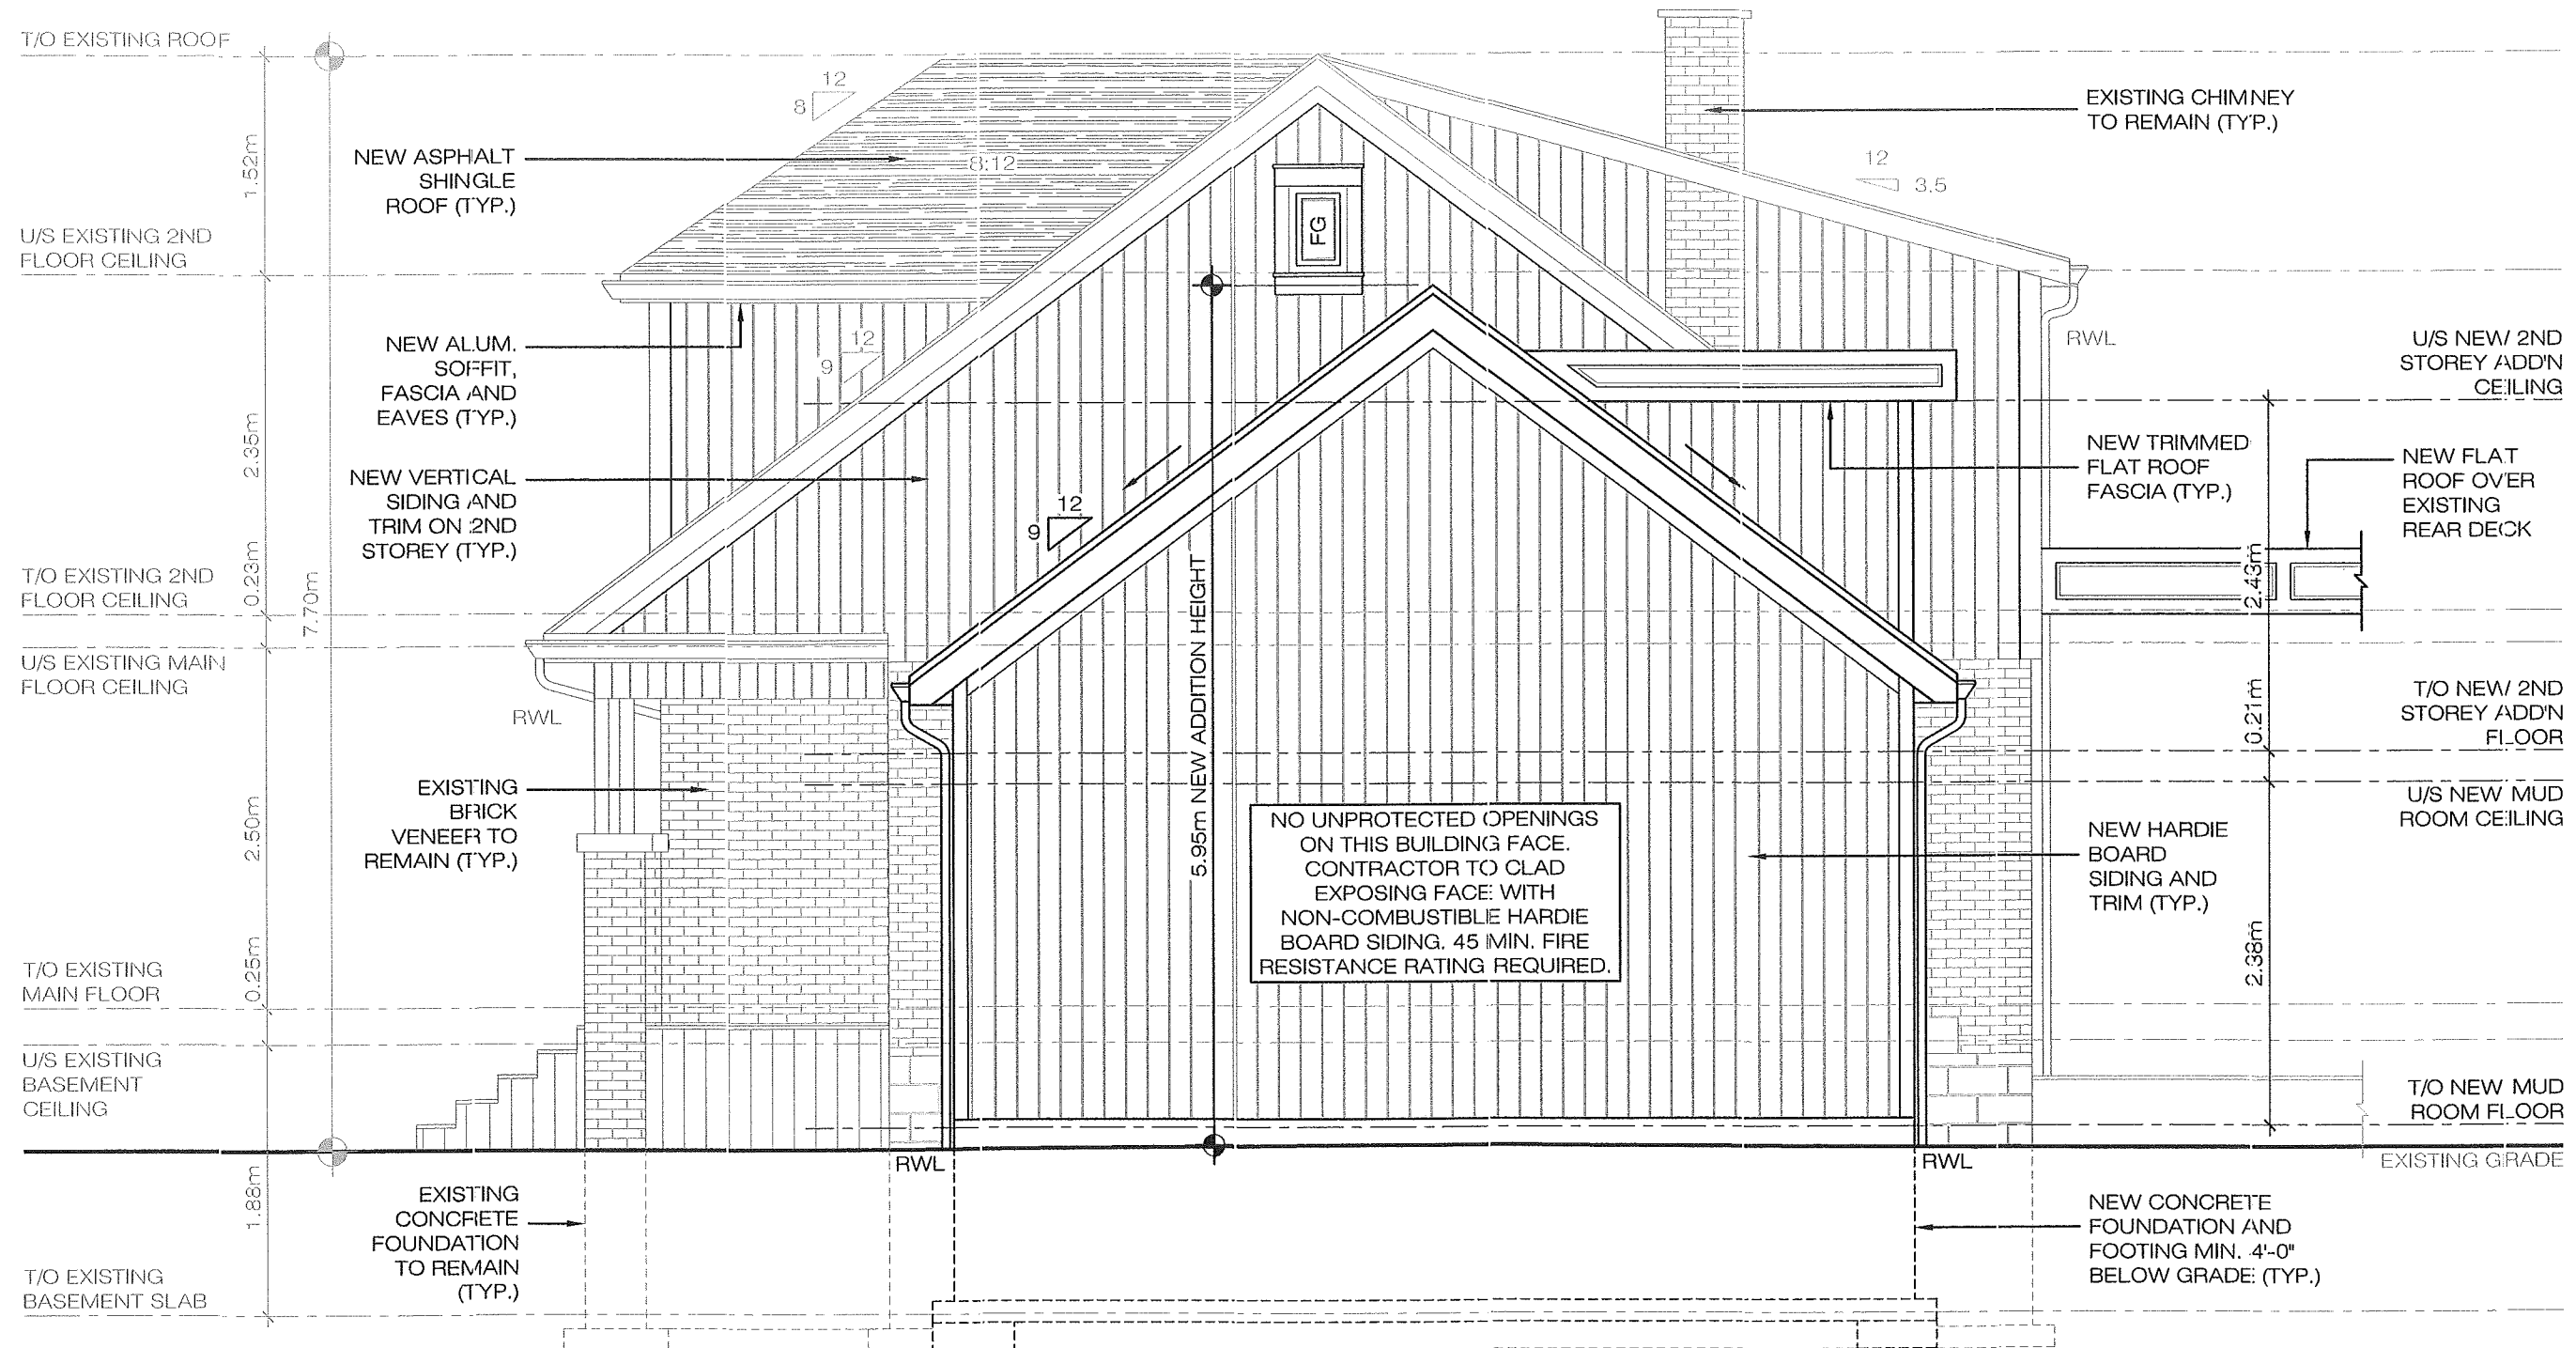 T/O EXISTING ROOF
1.52m
U/S EXISTING 2ND
FLOOR CEILING
2.35m
T/O EXISTING 2ND
FLOOR CEILING
0.23m
7.70m
U/S EXISTING MAIN
FLOOR CEILING
2.50m
T/O EXISTING
MAIN FLOOR
0.25m
U/S EXISTING
BASEMENT
CEILING
1.88m
T/O EXISTING
BASEMENT SLAB
NEW ASPHALT
SHINGLE
ROOF (TYP.)
NEW ALUM.
SOFFIT,
FASCIA AND
EAVES (TYP.)
NEW VERTICAL
SIDING AND
TRIM ON 2ND
STOREY (TYP.)
RWL
EXISTING
BRICK
VENEER TO
REMAIN (TYP.)
EXISTING
CONCRETE
FOUNDATION
TO REMAIN
(TYP.)
12
8
8:12
12
9
12
9
FG
5.95m NEW ADDITION HEIGHT
NO UNPROTECTED OPENINGS
ON THIS BUILDING FACE.
CONTRACTOR TO CLAD
EXPOSING FACE WITH
NON-COMBUSTIBLE HARDIE
BOARD SIDING. 45 MIN. FIRE
RESISTANCE RATING REQUIRED.
RWL
RWL
12
3.5
EXISTING CHIMNEY
TO REMAIN (TYP.)
RWL
NEW TRIMMED
FLAT ROOF
FASCIA (TYP.)
NEW FLAT
ROOF OVER
EXISTING
REAR DECK
NEW HARDIE
BOARD
SIDING AND
TRIM (TYP.)
NEW CONCRETE
FOUNDATION AND
FOOTING MIN. 4'-0"
BELOW GRADE (TYP.)
U/S NEW 2ND
STOREY ADD'N
CEILING
2.43m
T/O NEW 2ND
STOREY ADD'N
FLOOR
0.21m
U/S NEW MUD
ROOM CEILING
2.38m
T/O NEW MUD
ROOM FLOOR
EXISTING GRADE